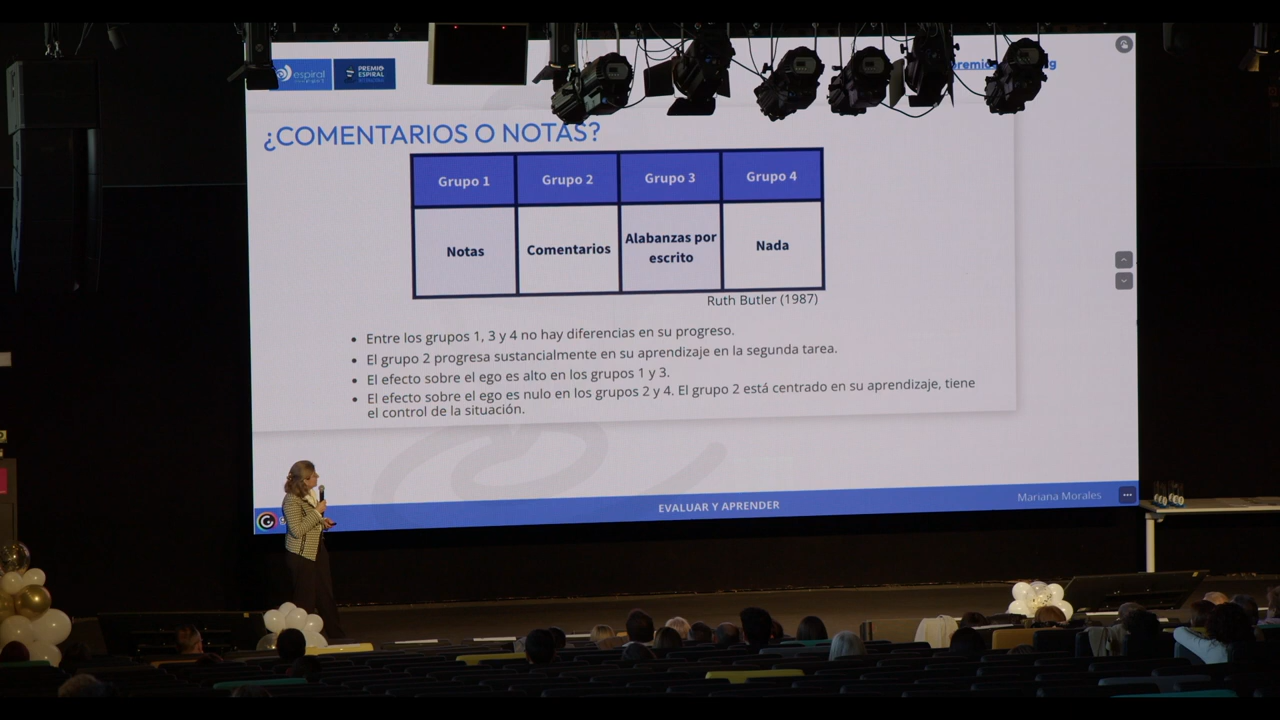 espiral
PREMIO
ESPIRAL
¿COMENTARIOS O NOTAS?
Grupo 1
Grupo 2
Grupo 3
Grupo 4
Notas
Comentarios
Alabanzas por
escrito
Nada
Ruth Butler (1987)
• Entre los grupos 1, 3 y 4 no hay diferencias en su progreso.
• El grupo 2 progresa sustancialmente en su aprendizaje en la segunda tarea.
• El efecto sobre el ego es alto en los grupos 1 y 3.
• El efecto sobre el ego es nulo en los grupos 2 y 4. El grupo 2 está centrado en su aprendizaje, tiene
el control de la situación.
EVALUAR Y APRENDER
Mariana Morales